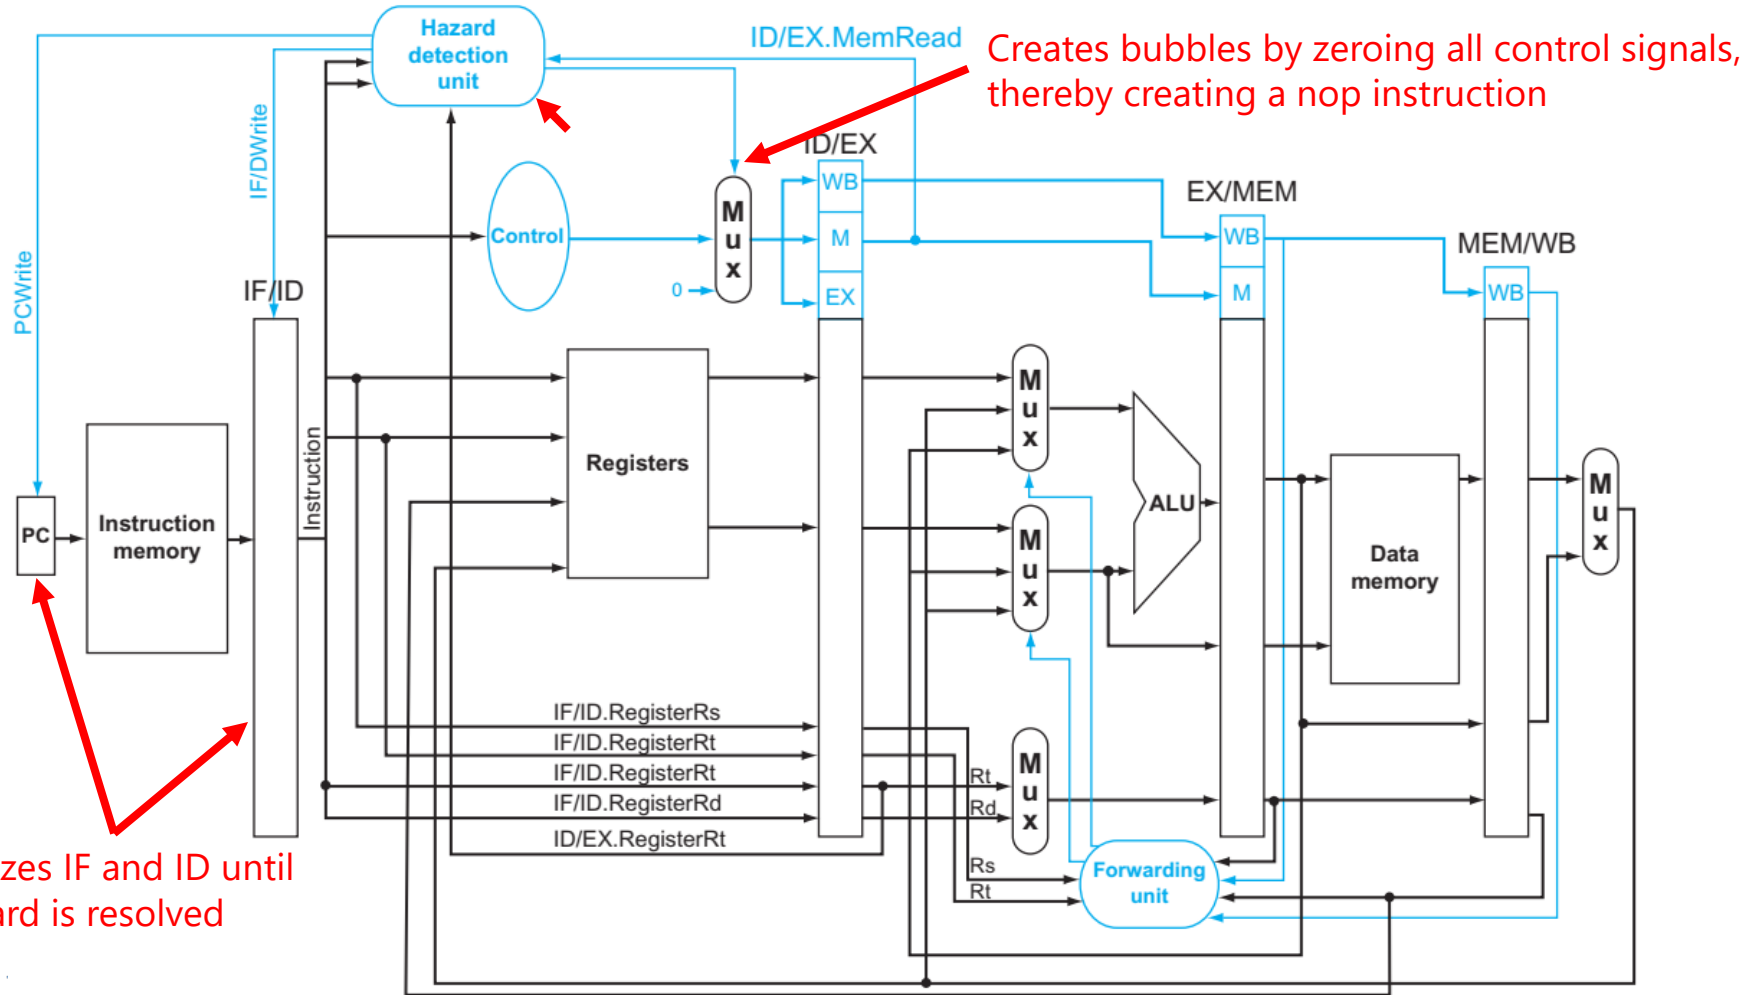 Hazard
detection
unit
ID/EX.MemRead
Creates bubbles by zeroing all control signals,
thereby creating a nop instruction
IF/DWrite
PCWrite
ID/EX
WB
M
EX
Control
M
u
x
0
EX/MEM
WB
M
MEM/WB
WB
IF/ID
PC
Instruction
memory
Instruction
Registers
M
u
x
M
u
x
ALU
Data
memory
M
u
x
IF/ID.RegisterRs
IF/ID.RegisterRt
IF/ID.RegisterRt
IF/ID.RegisterRd
ID/EX.RegisterRt
Rt
Rd
M
u
x
Rs
Rt
Forwarding
unit
zes IF and ID until
ard is resolved